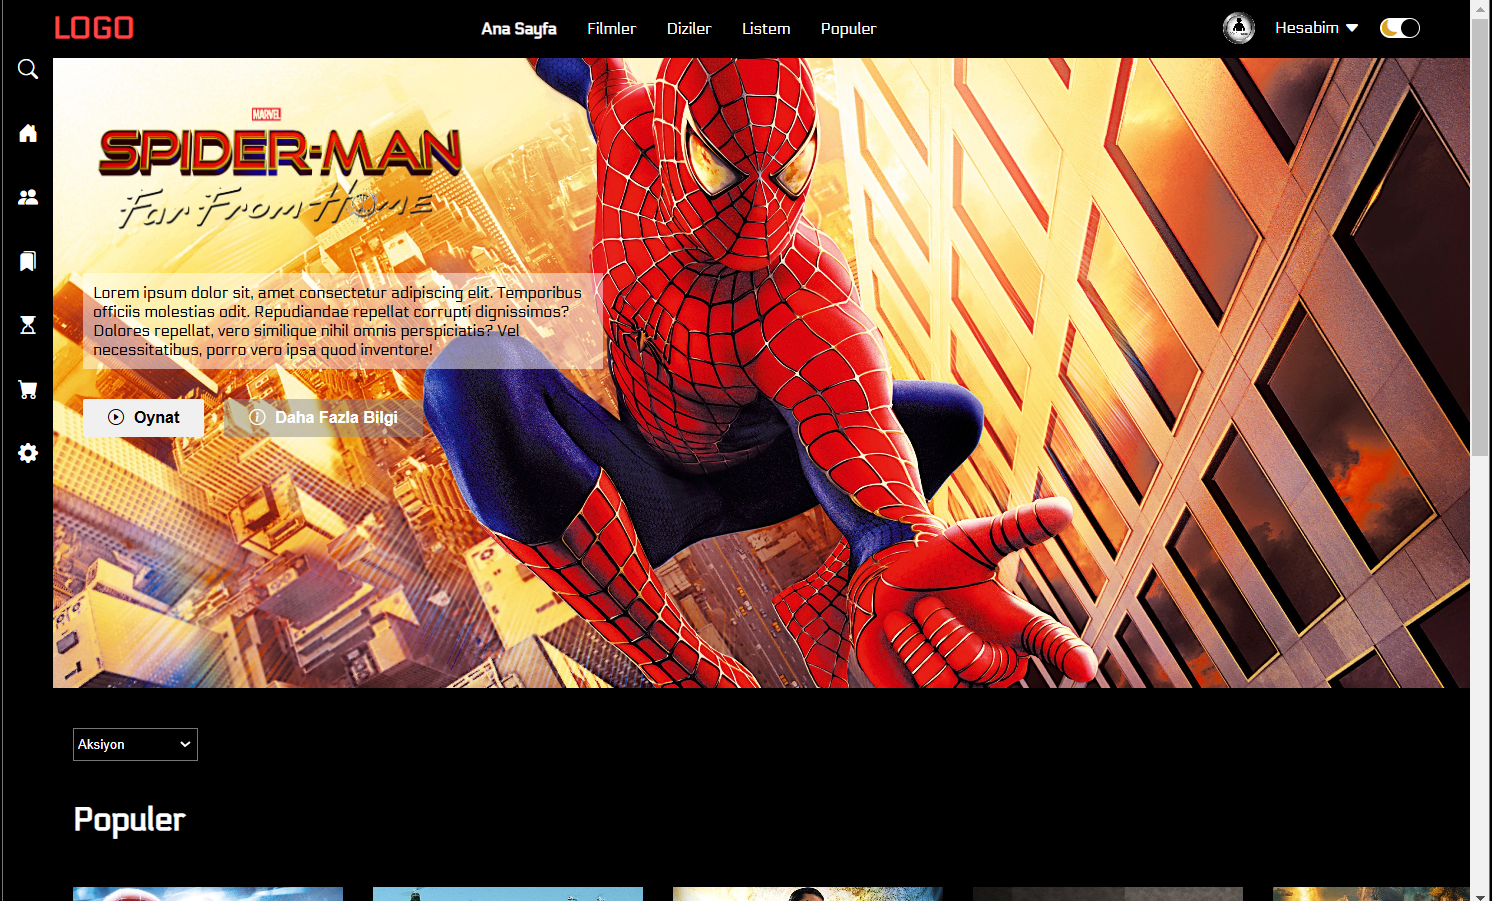 LOGO
Ana Sayfa
Filmler
Diziler
Listem
Populer
Hesabim
MARVEL
SPIDER-MAN
Far From Home
Lorem ipsum dolor sit, amet consectetur adipiscing elit. Temporibus
officiis molestias odit. Repudiandae repellat corrupti dignissimos?
Dolores repellat, vero similique nihil omnis perspiciatis? Vel
necessitatibus, porro vero ipsa quod inventore!
Oynat
Daha Fazla Bilgi
Aksiyon
Populer